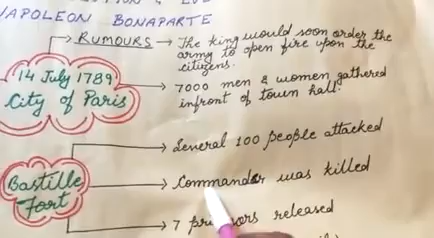 NAPOLEON BONAPARTE
RUMOURS → The king would soon order the
army to open fire upon the
citizens.
14 July 1789
City of Paris
7000 men & women gathered
infront of town hall.
Several 100 people attacked
Bastille
Fort
Commander was killed
7 released